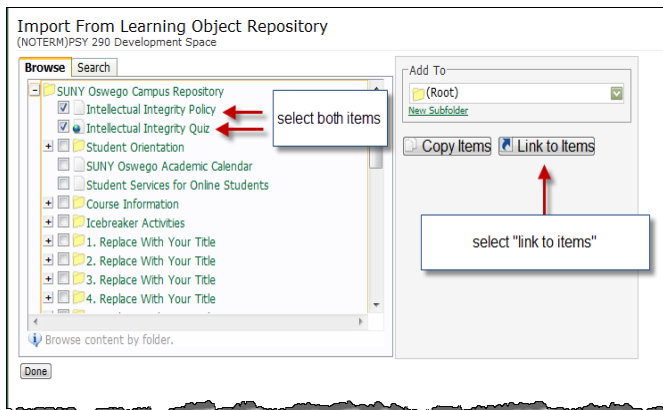 Import From Learning Object Repository
(NOTERM)PSY 290 Development Space
Browse Search
SUNY Oswego Campus Repository
Intellectual Integrity Policy
Intellectual Integrity Quiz
select both items
Student Orientation
SUNY Oswego Academic Calendar
Student Services for Online Students
Course Information
Icebreaker Activities
1. Replace With Your Title
2. Replace With Your Title
3. Replace With Your Title
4. Replace With Your Title
Browse content by folder.
Done
Add To
(Root)
New Subfolder
Copy Items Link to Items
select "link to items"